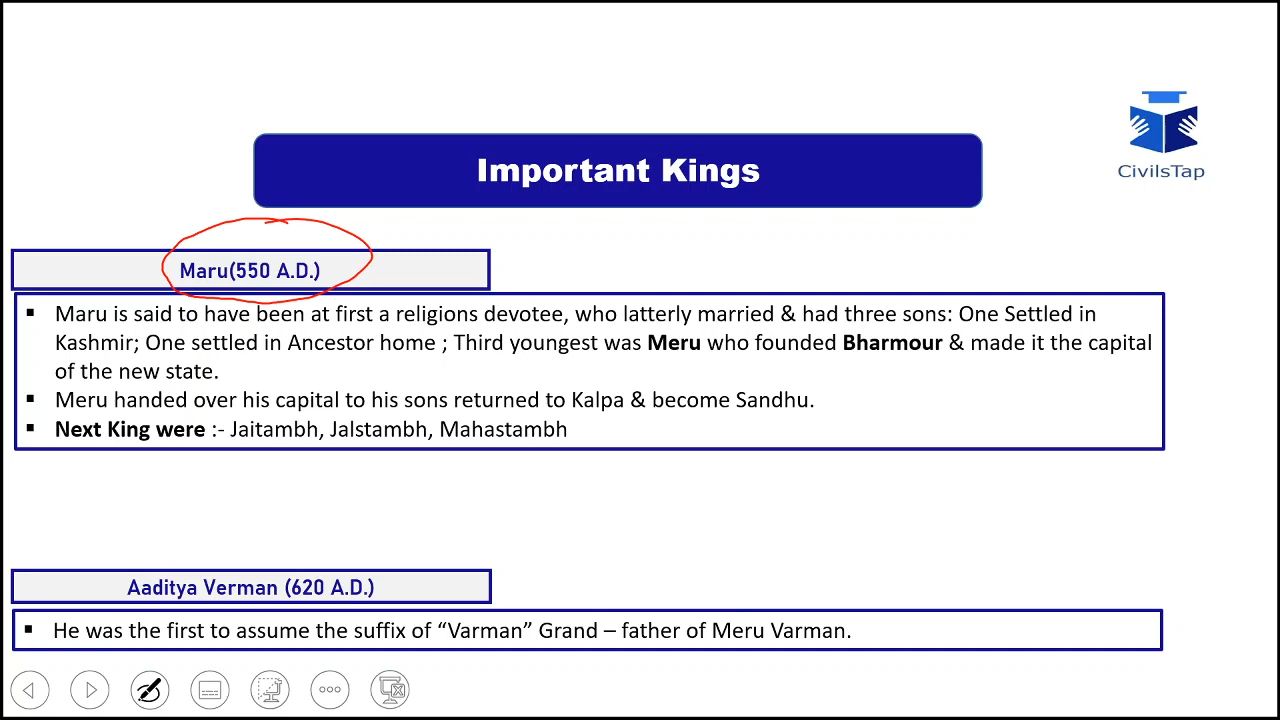 Important Kings
CivilsTap
Maru(550 A.D.)
▪ Maru is said to have been at first a religions devotee, who latterly married & had three sons: One Settled in
Kashmir; One settled in Ancestor home ; Third youngest was Meru who founded Bharmour & made it the capital
of the new state.
▪ Meru handed over his capital to his sons returned to Kalpa & become Sandhu.
▪ Next King were :- Jaitambh, Jalstambh, Mahastambh
Aaditya Verman (620 A.D.)
▪ He was the first to assume the suffix of “Varman” Grand – father of Meru Varman.